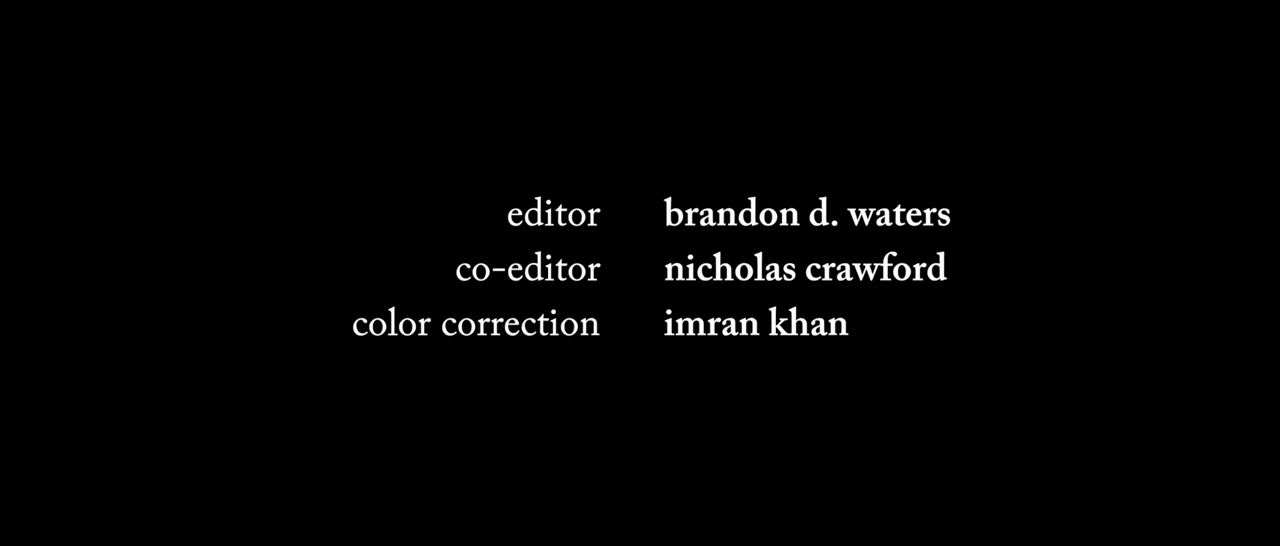 editor brandon d. waters
co-editor nicholas crawford
color correction imran khan